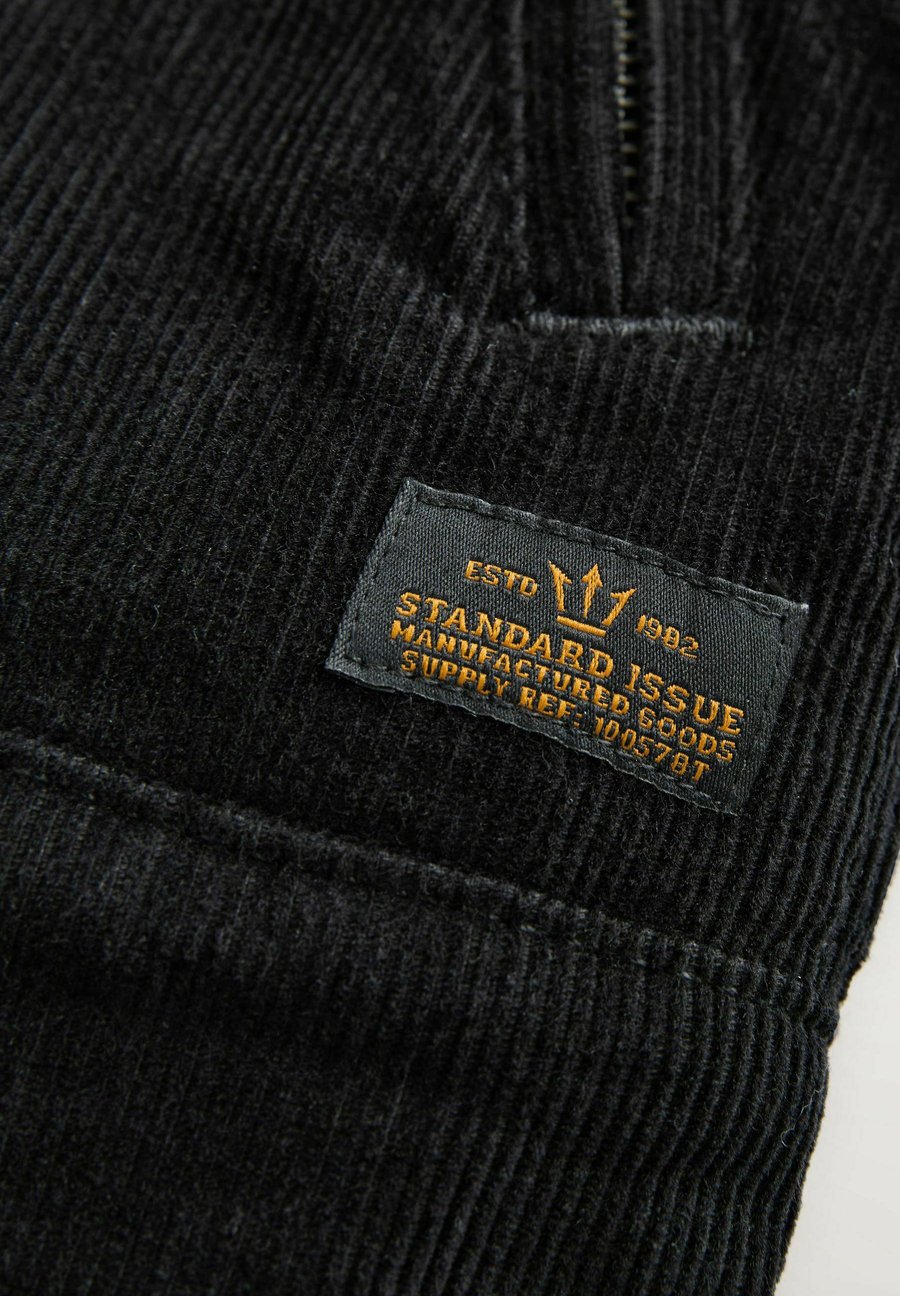 ESTD 1982
STANDARD ISSUE
MANUFACTURED GOODS
SUPPLY REF: 100578T